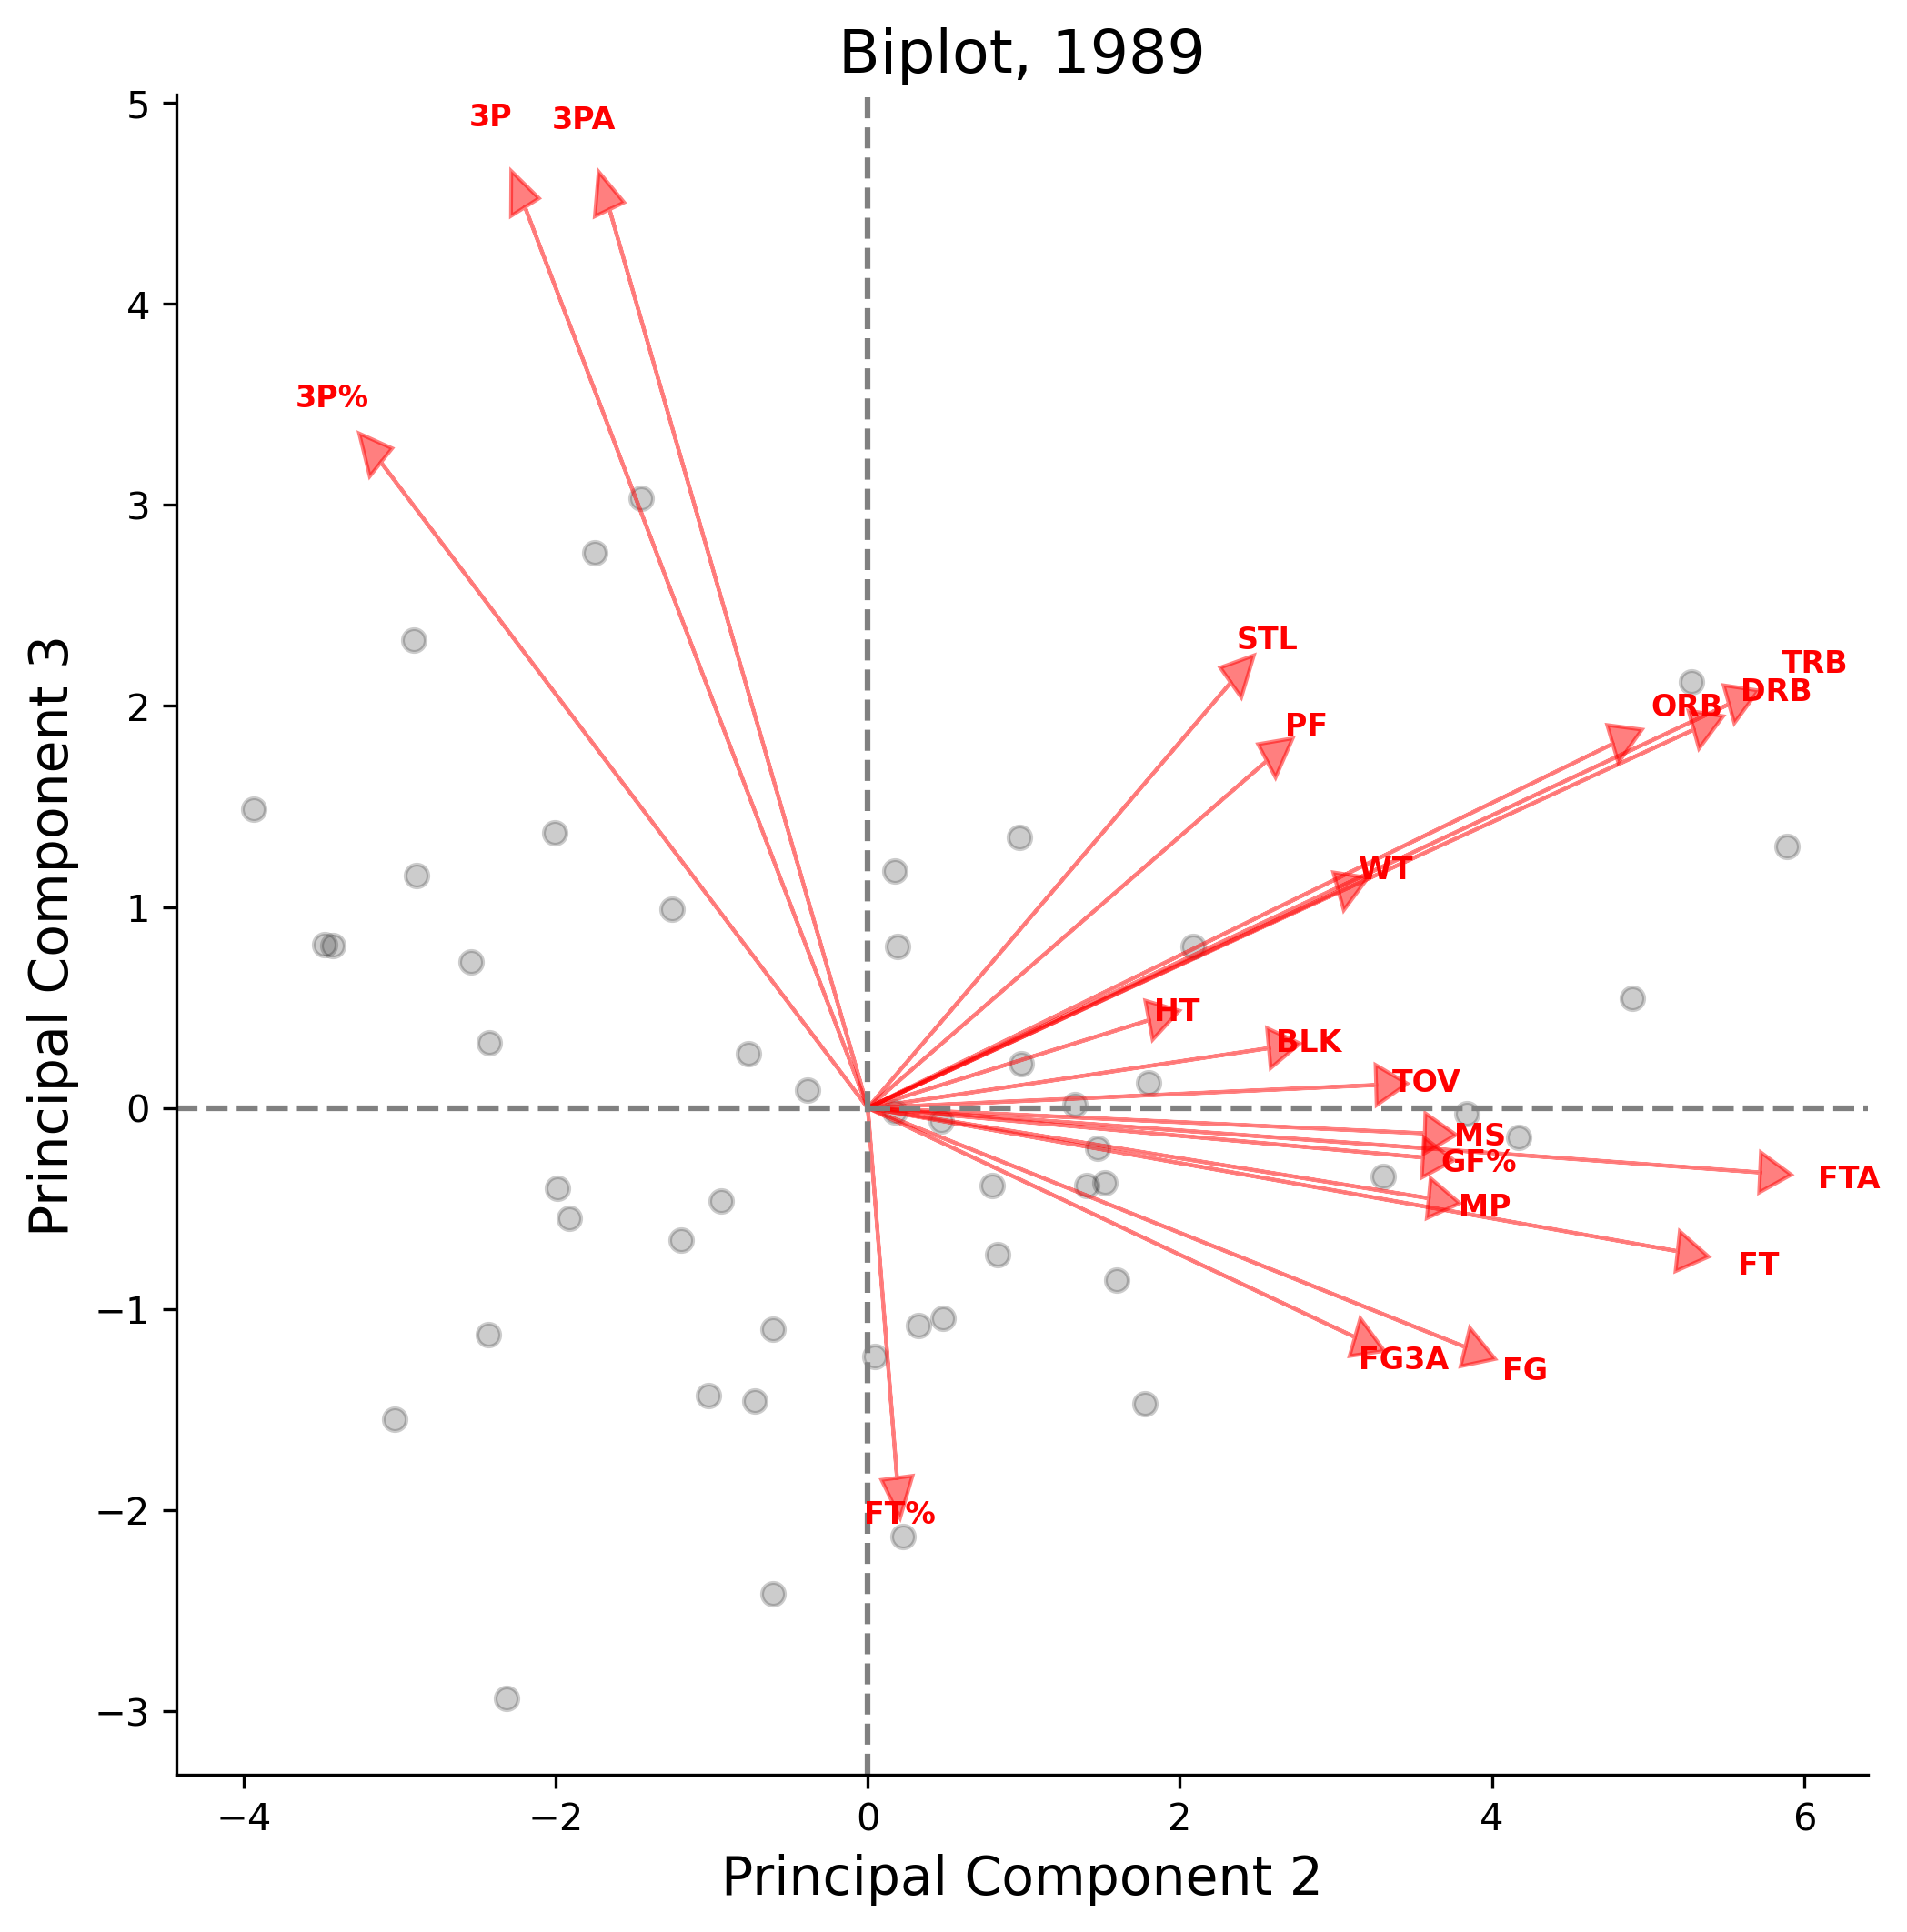 Biplot, 1989
Principal Component 3
5
4
3
2
1
0
−1
−2
−3
3P
3PA
3P%
STL
PF
TRB
DRB
ORB
WT
HT
BLK
TOV
MS
GF%
FTA
MP
FT
FG3A
FG
FT%
−4
−2
0
2
4
6
Principal Component 2